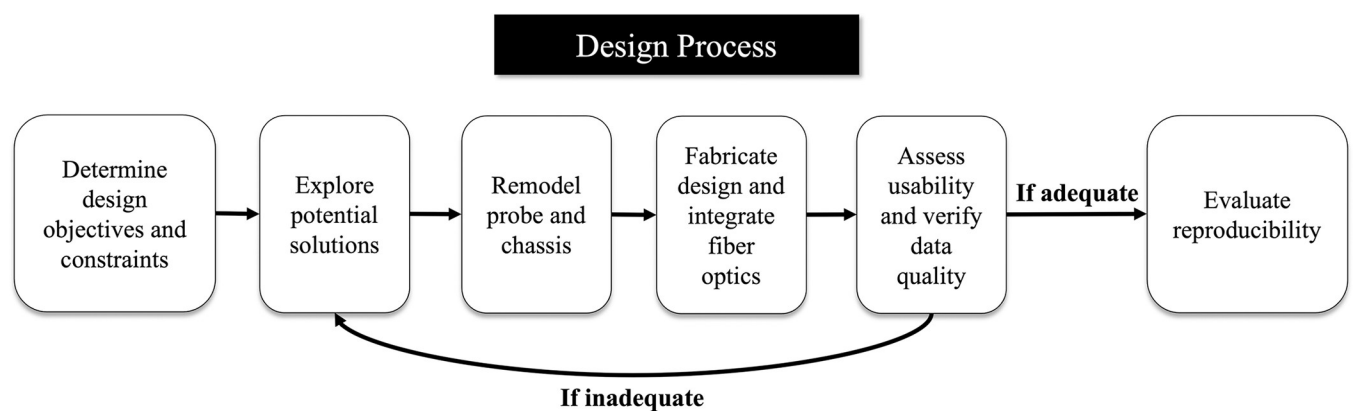 Design Process
Determine
design
objectives and
constraints
Explore
potential
solutions
Remodel
probe and
chassis
Fabricate
design and
integrate
fiber
optics
Assess
usability
and verify
data
quality
If adequate
Evaluate
reproducibility
If inadequate